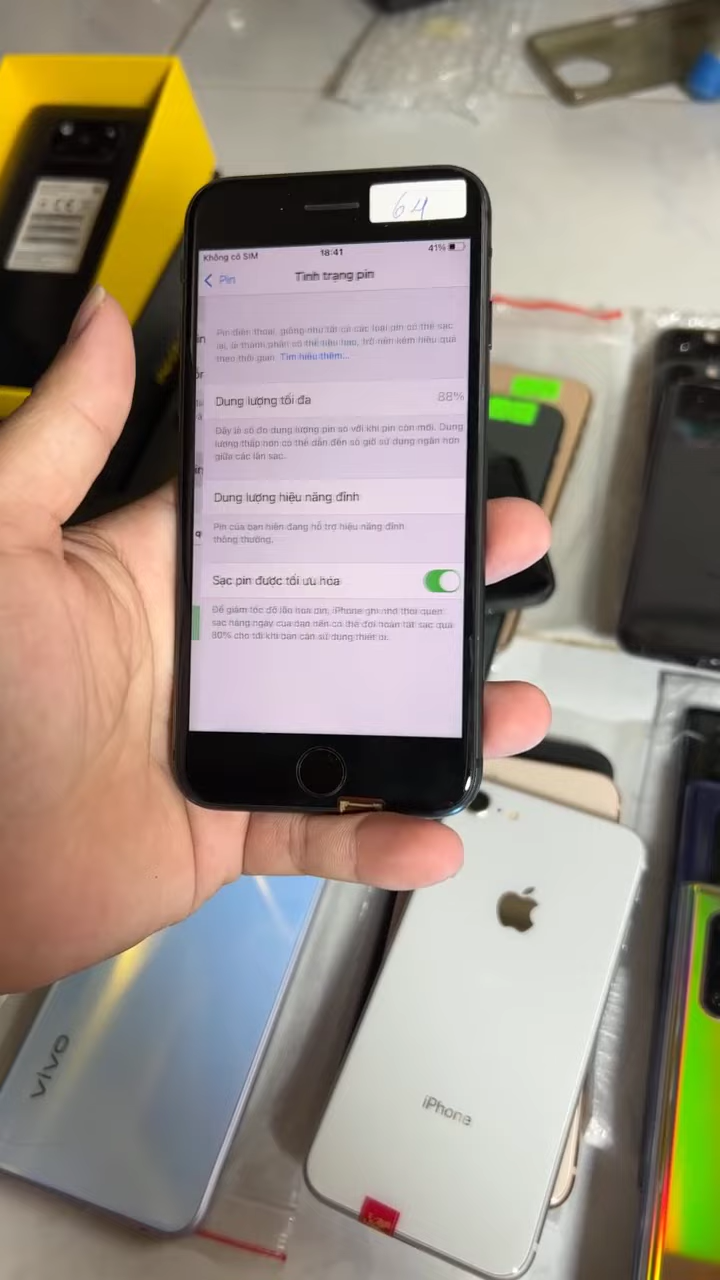 64
Không có SIM 18:41 41%
Pin Tình trạng pin
Pin điện thoại, giống như tất cả các loại pin có thể sạc
lại, là thành phần có thể tiêu hao, trở nên kém hiệu quả
theo thời gian. Tìm hiểu thêm...
Dung lượng tối đa 88%
Đây là số đo dung lượng pin so với khi pin còn mới. Dung
lượng thấp hơn có thể dẫn đến số giờ sử dụng ngắn hơn
giữa các lần sạc.
Dung lượng hiệu năng đỉnh
Pin của bạn hiện đang hỗ trợ hiệu năng đỉnh
thông thường.
Sạc pin được tối ưu hóa
Để giảm tốc độ lão hóa pin, iPhone ghi nhớ thói quen
sạc hàng ngày của bạn nên có thể đợi hoàn tất sạc quá
80% cho tới khi bạn cần sử dụng thiết bị.
vivo
iPhone